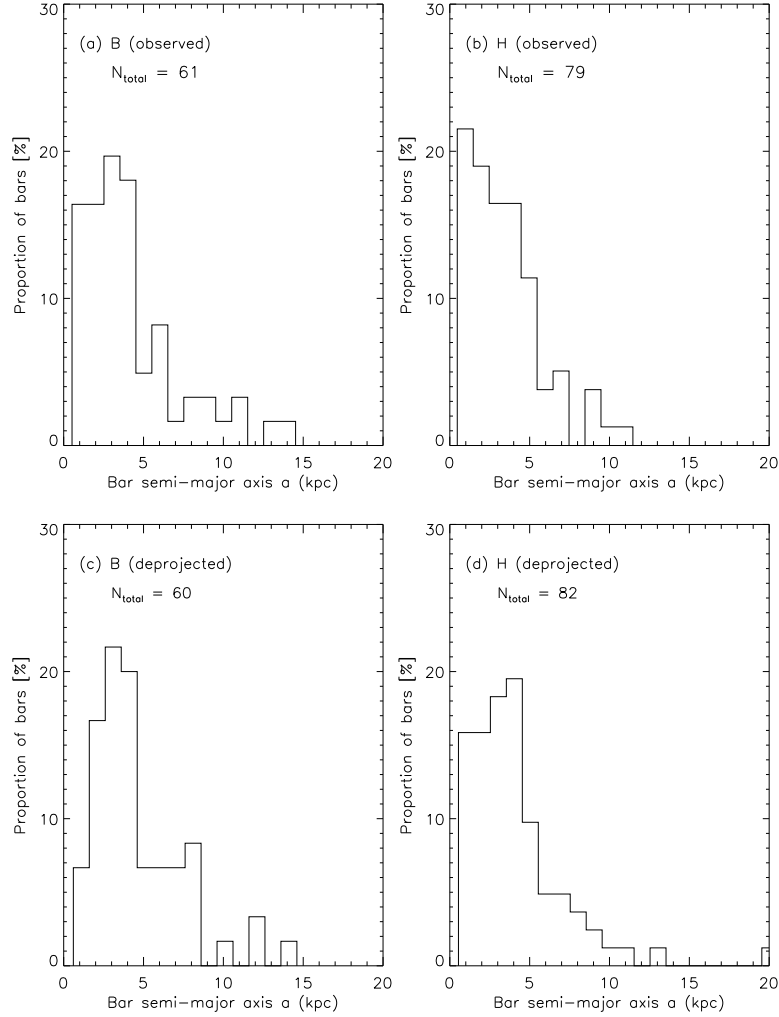 30
(a) B (observed)
N_total = 61
20
10
0
Proportion of bars [%]
0 5 10 15 20
Bar semi-major axis a (kpc)
30
(b) H (observed)
N_total = 79
20
10
0
Proportion of bars [%]
0 5 10 15 20
Bar semi-major axis a (kpc)
30
(c) B (deprojected)
N_total = 60
20
10
0
Proportion of bars [%]
0 5 10 15 20
Bar semi-major axis a (kpc)
30
(d) H (deprojected)
N_total = 82
20
10
0
Proportion of bars [%]
0 5 10 15 20
Bar semi-major axis a (kpc)